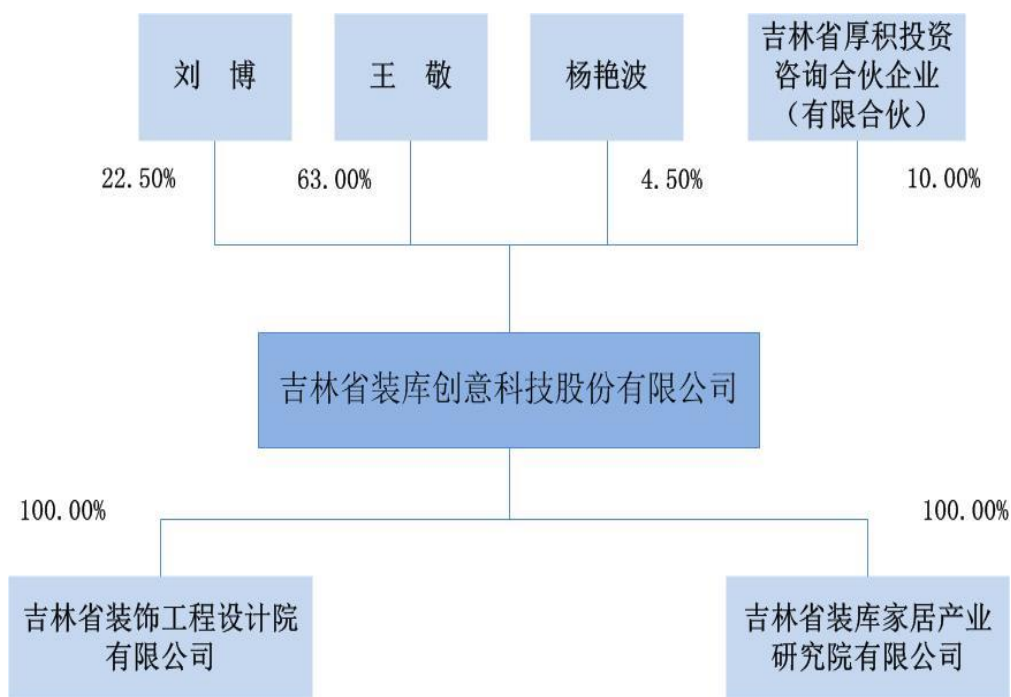 刘 博
王 敬
杨艳波
吉林省厚积投资
咨询合伙企业
（有限合伙）
22.50%
63.00%
4.50%
10.00%
吉林省装库创意科技股份有限公司
100.00%
100.00%
吉林省装饰工程设计院
有限公司
吉林省装库家居产业
研究院有限公司